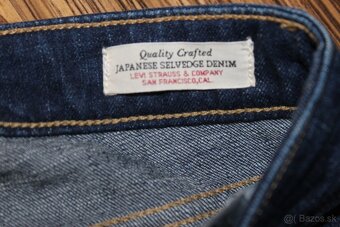 Quality Crafted
JAPANESE SELVEDGE DENIM
LEVI STRAUSS & COMPANY
SAN FRANCISCO, CAL.
Bazos.sk